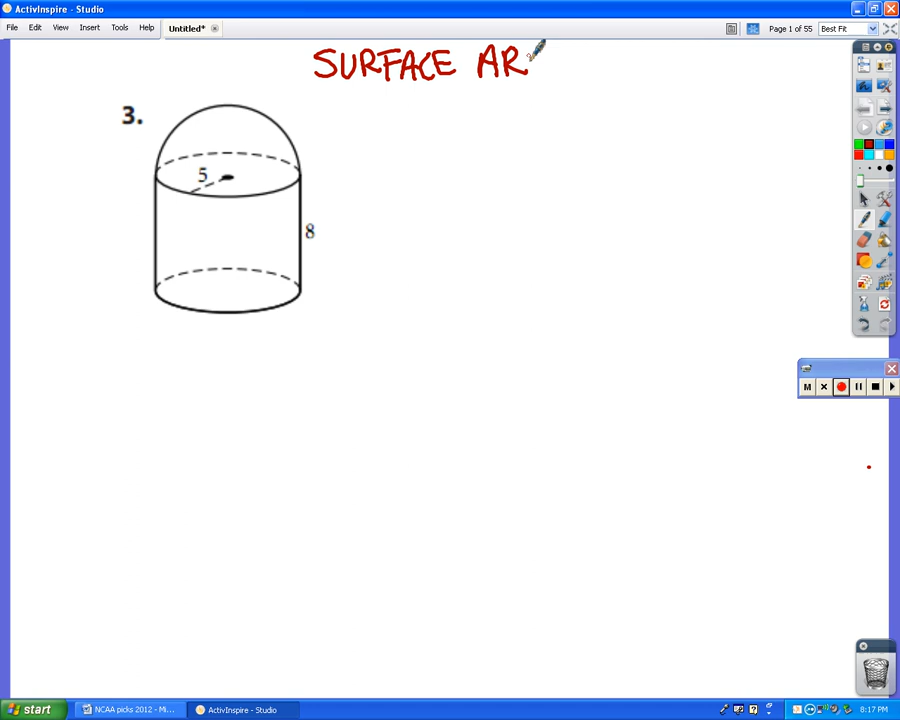 ActivInspire - Studio
File Edit View Insert Tools Help Untitled* Page 1 of 55 Best Fit
SURFACE AR
3.
5
8
M
start NCAA picks 2012 - Mi... ActivInspire - Studio 8:17 PM